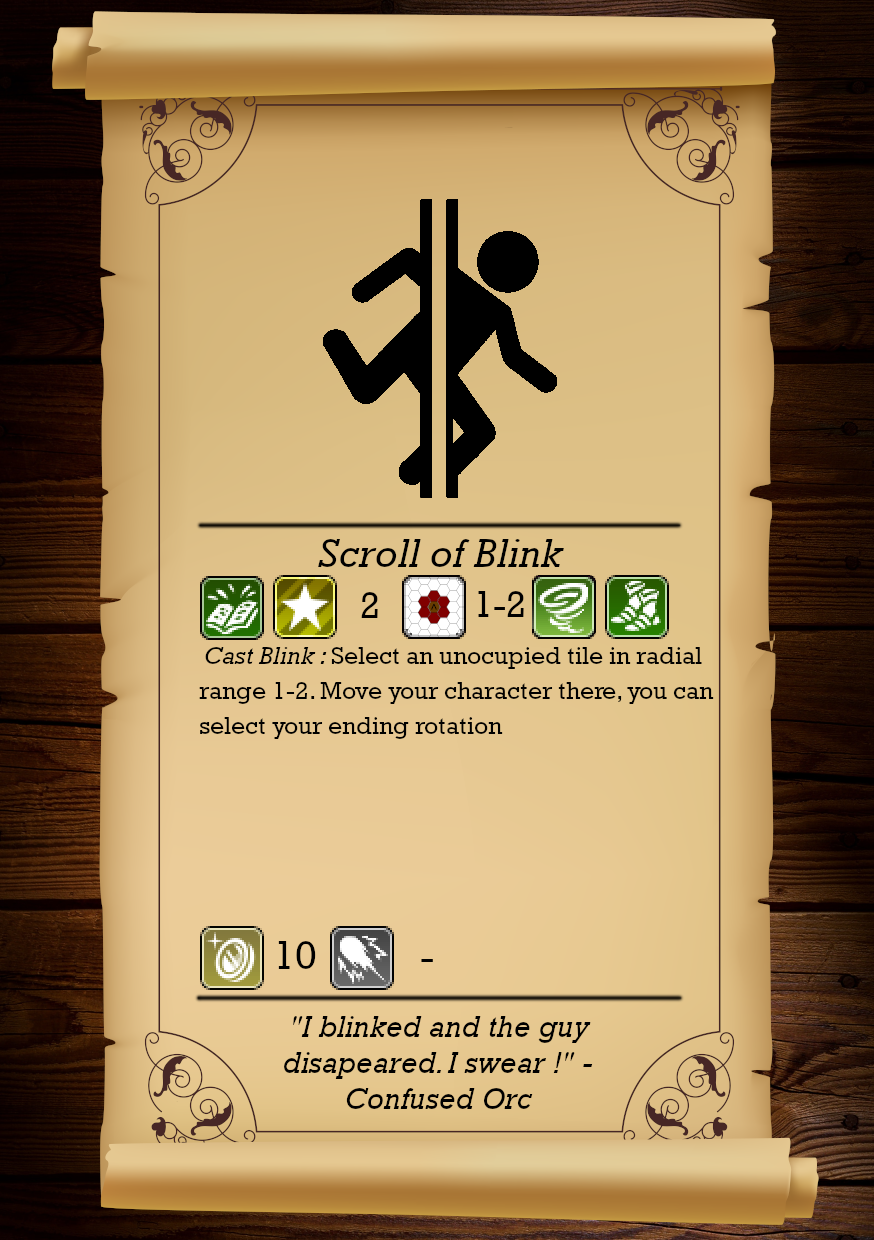 Scroll of Blink
2 1-2
Cast Blink : Select an unocupied tile in radial
range 1-2. Move your character there, you can
select your ending rotation
10 -
"I blinked and the guy
disapeared. I swear !" -
Confused Orc